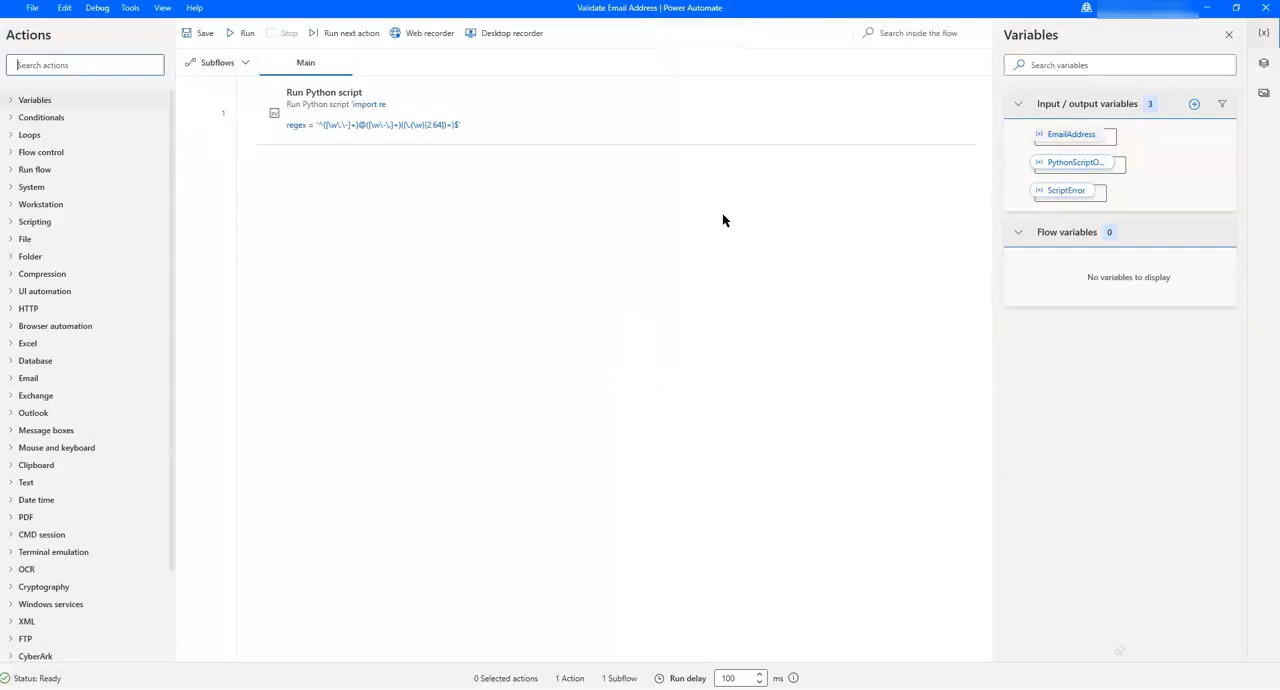 File Edit Debug Tools View Help
Validate Email Address | Power Automate
Actions
Search actions
Variables
Conditionals
Loops
Flow control
Run flow
System
Workstation
Scripting
File
Folder
Compression
UI automation
HTTP
Browser automation
Excel
Database
Email
Exchange
Outlook
Message boxes
Mouse and keyboard
Clipboard
Text
Date time
PDF
CMD session
Terminal emulation
OCR
Cryptography
Windows services
XML
FTP
CyberArk
Save Run Stop Run next action Web recorder Desktop recorder
Search inside the flow
Subflows Main
1
Run Python script
Run Python script 'import re
regex = '^([\w\.\-]+)@([\w\-\.]+)((\.(\w){2,64})+)$'
Variables
{x}
Search variables
Input / output variables 3
EmailAddress
PythonScriptO...
ScriptError
Flow variables 0
No variables to display
Status: Ready 0 Selected actions 1 Action 1 Subflow Run delay 100 ms